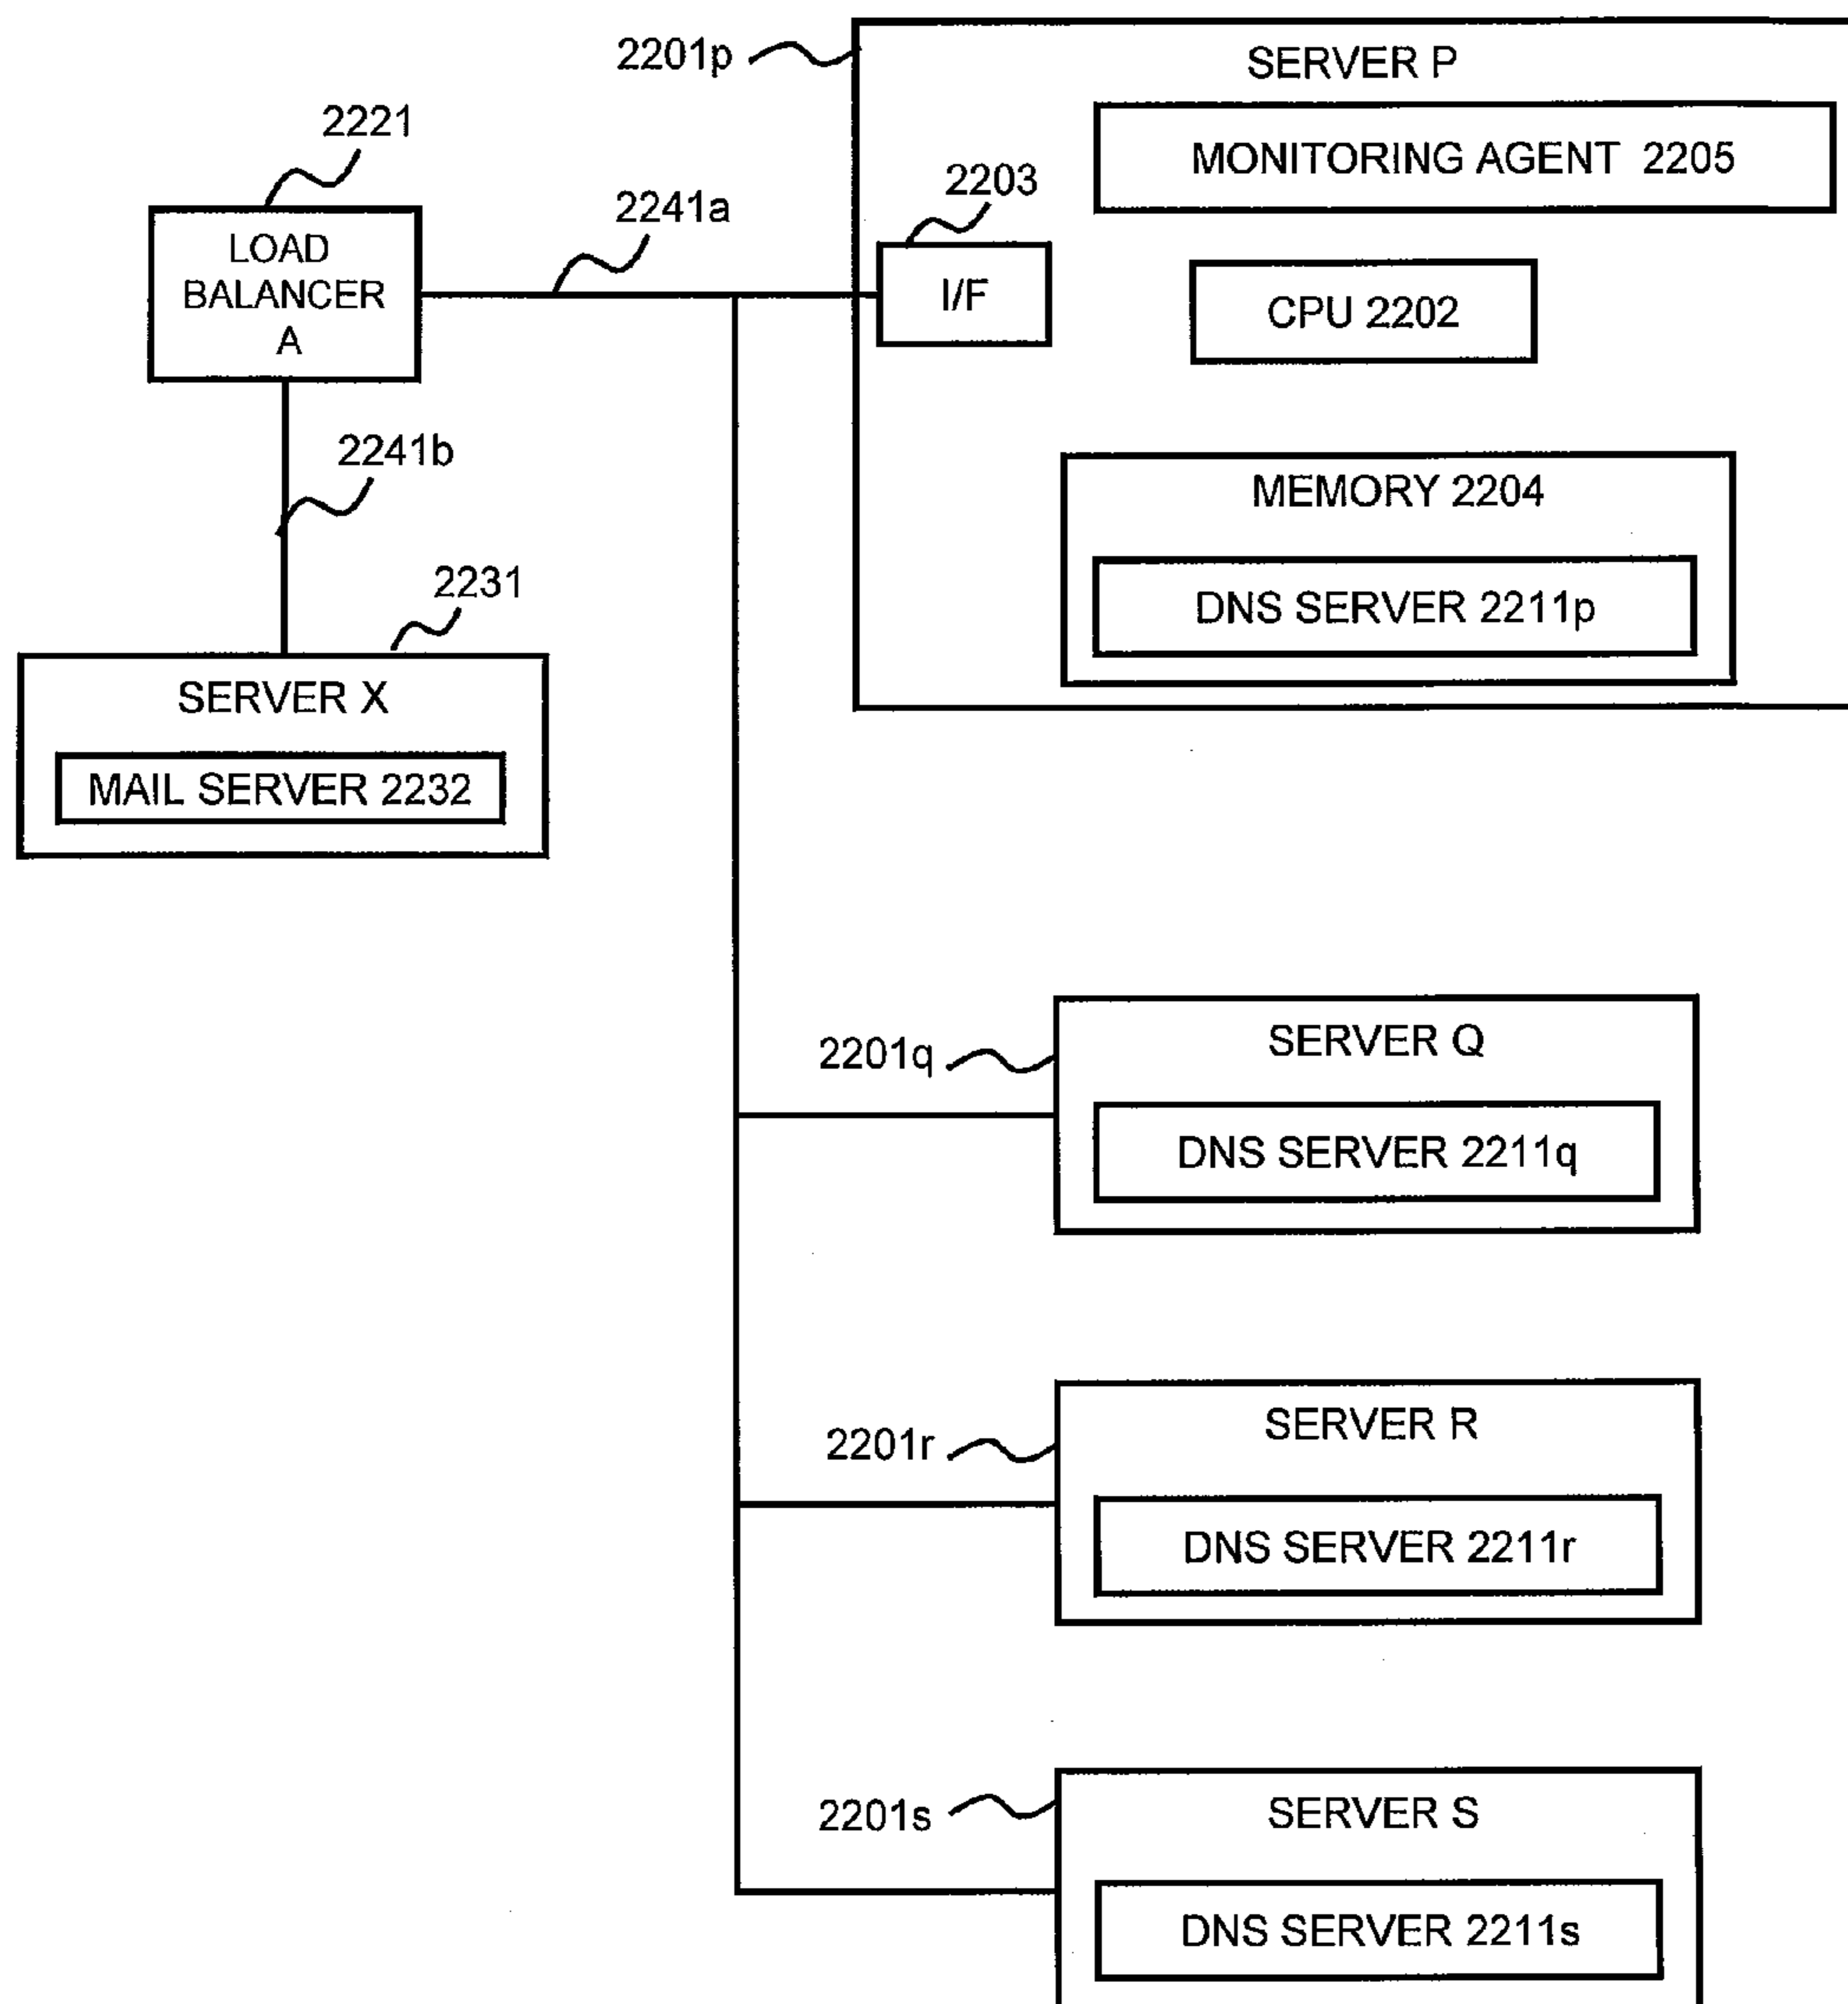 2201p
SERVER P
MONITORING AGENT 2205
2221
2203
2241a
LOAD
BALANCER
A
I/F
CPU 2202
2241b
MEMORY 2204
DNS SERVER 2211p
2231
SERVER X
MAIL SERVER 2232
2201q
SERVER Q
DNS SERVER 2211q
2201r
SERVER R
DNS SERVER 2211r
2201s
SERVER S
DNS SERVER 2211s